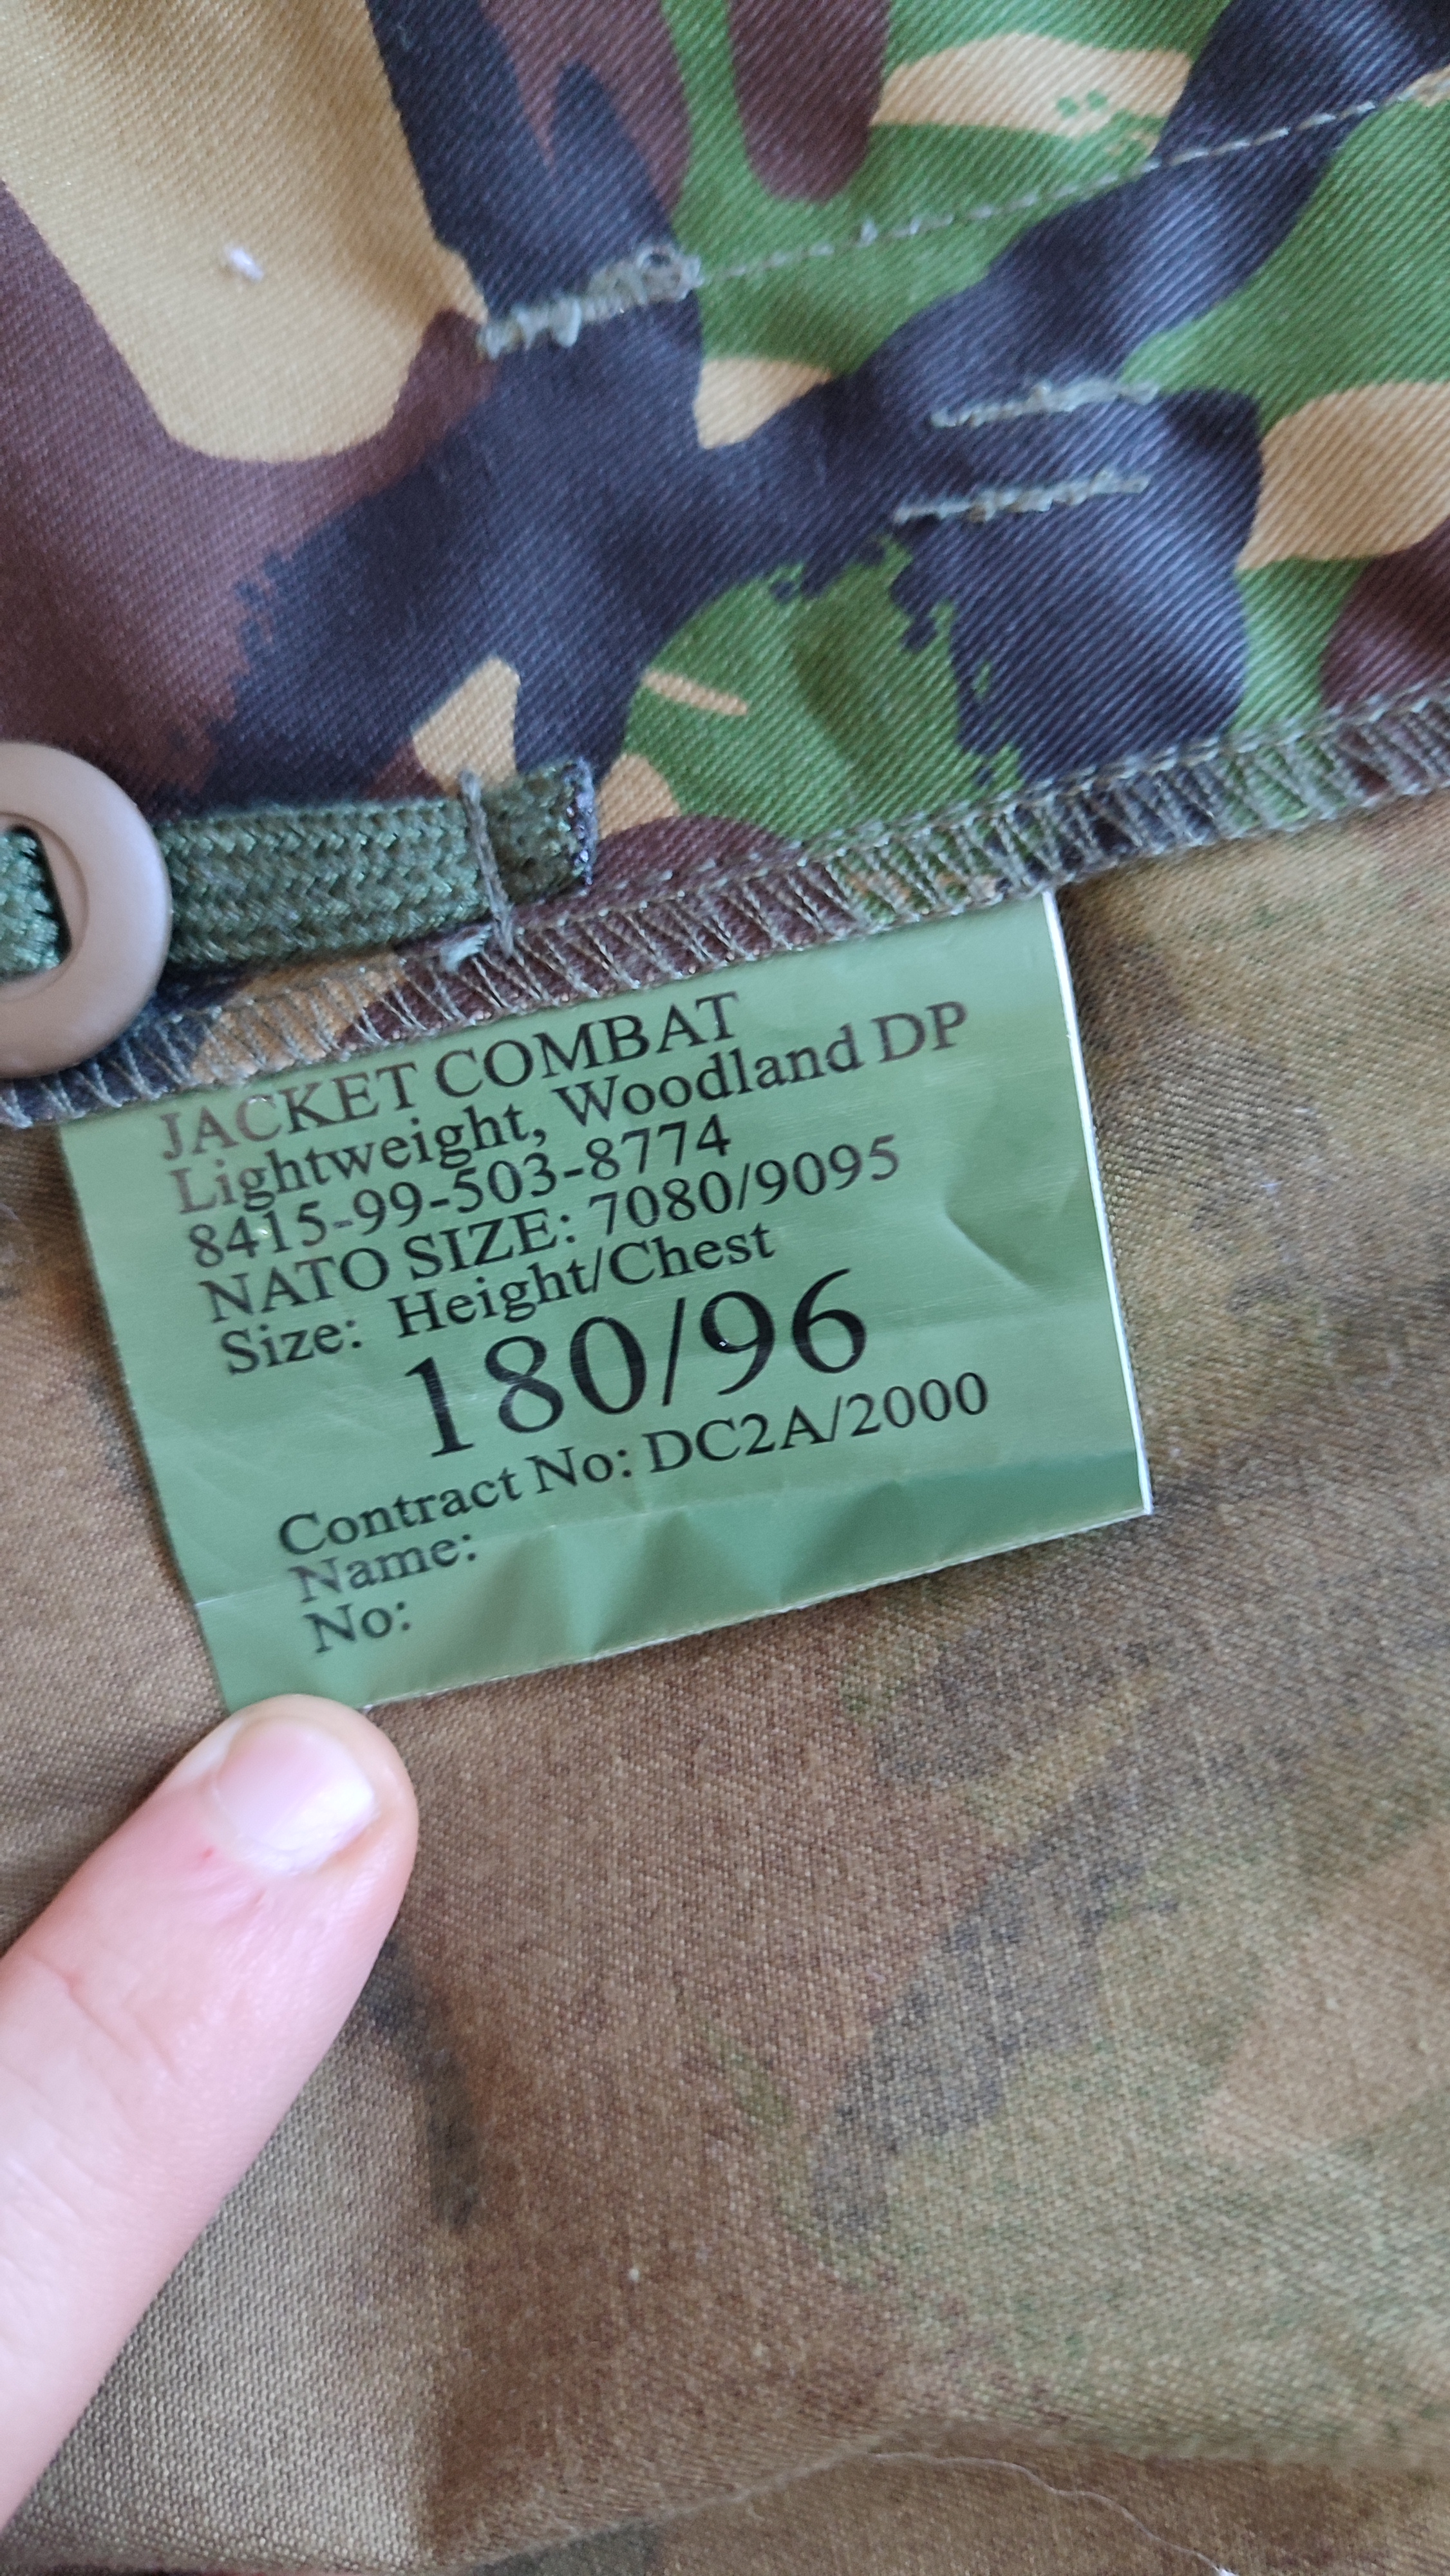 JACKET COMBAT
Lightweight, Woodland DP
8415-99-503-8774
NATO SIZE: 7080/9095
Size: Height/Chest
180/96
Contract No: DC2A/2000
Name:
No: